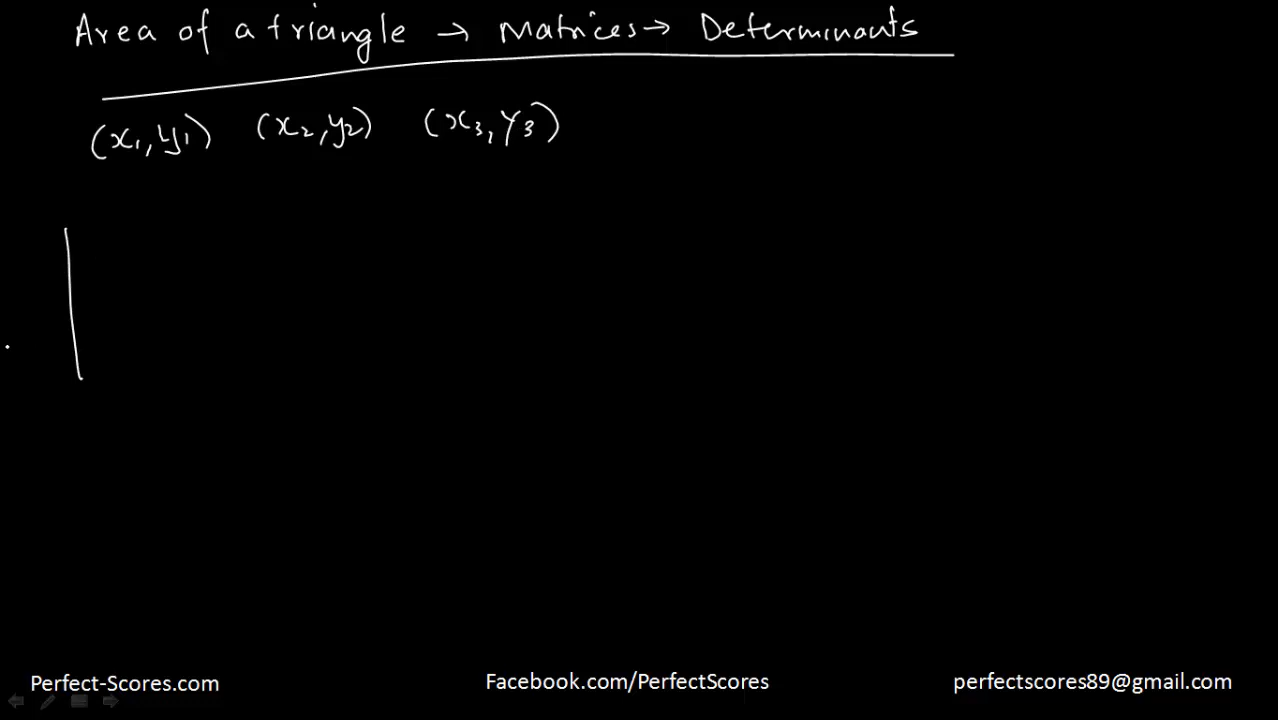 Area of a triangle → Matrices → Determinants
(x₁, y₁) (x₂, y₂) (x₃, y₃)
Perfect-Scores.com Facebook.com/PerfectScores perfectscores89@gmail.com